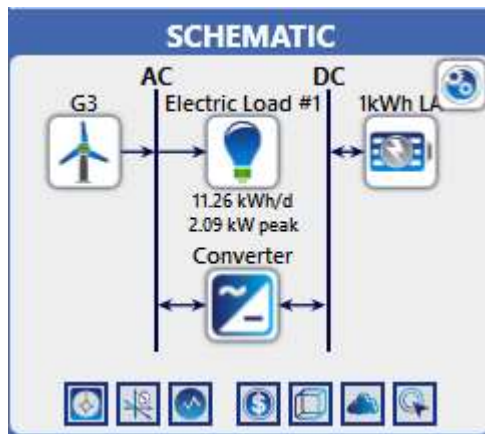 SCHEMATIC
AC
DC
G3
Electric Load #1
1kWh LA
11.26 kWh/d
2.09 kW peak
Converter